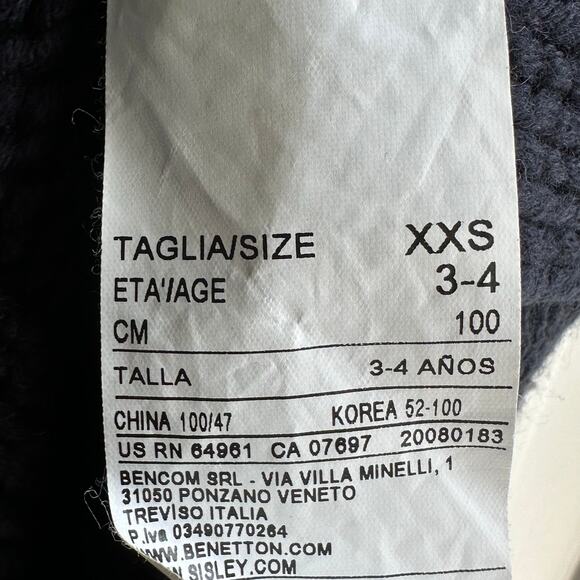 TAGLIA/SIZE XXS
ETA'/AGE 3-4
CM 100
TALLA 3-4 AÑOS
CHINA 100/47 KOREA 52-100
US RN 64961 CA 07697 20080183
BENCOM SRL - VIA VILLA MINELLI, 1
31050 PONZANO VENETO
TREVISO ITALIA
P.Iva 03490770264
WWW.BENETTON.COM
SISLEY.COM